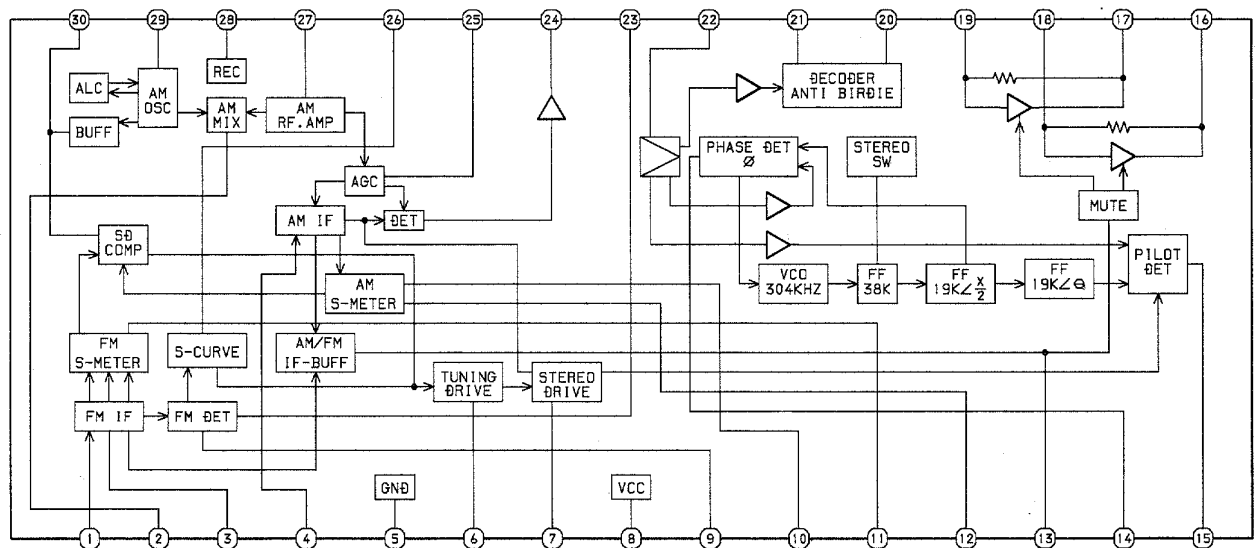 30 29 28 27 26 25 24 23 22 21 20 19 18 17 16
REC
ALC
AM
OSC
BUFF
AM
MIX
AM
RF.AMP
DECODER
ANTI BIRDIE
PHASE DET
Ø
STEREO
SW
AGC
AM IF
DET
MUTE
SD
COMP
PILOT
DET
VCO
304KHZ
FF
38K
FF
19K∠π/2
FF
19K∠0
AM
S-METER
FM
S-METER
S-CURVE
AM/FM
IF-BUFF
TUNING
DRIVE
STEREO
DRIVE
FM IF
FM DET
GND
VCC
1 2 3 4 5 6 7 8 9 10 11 12 13 14 15